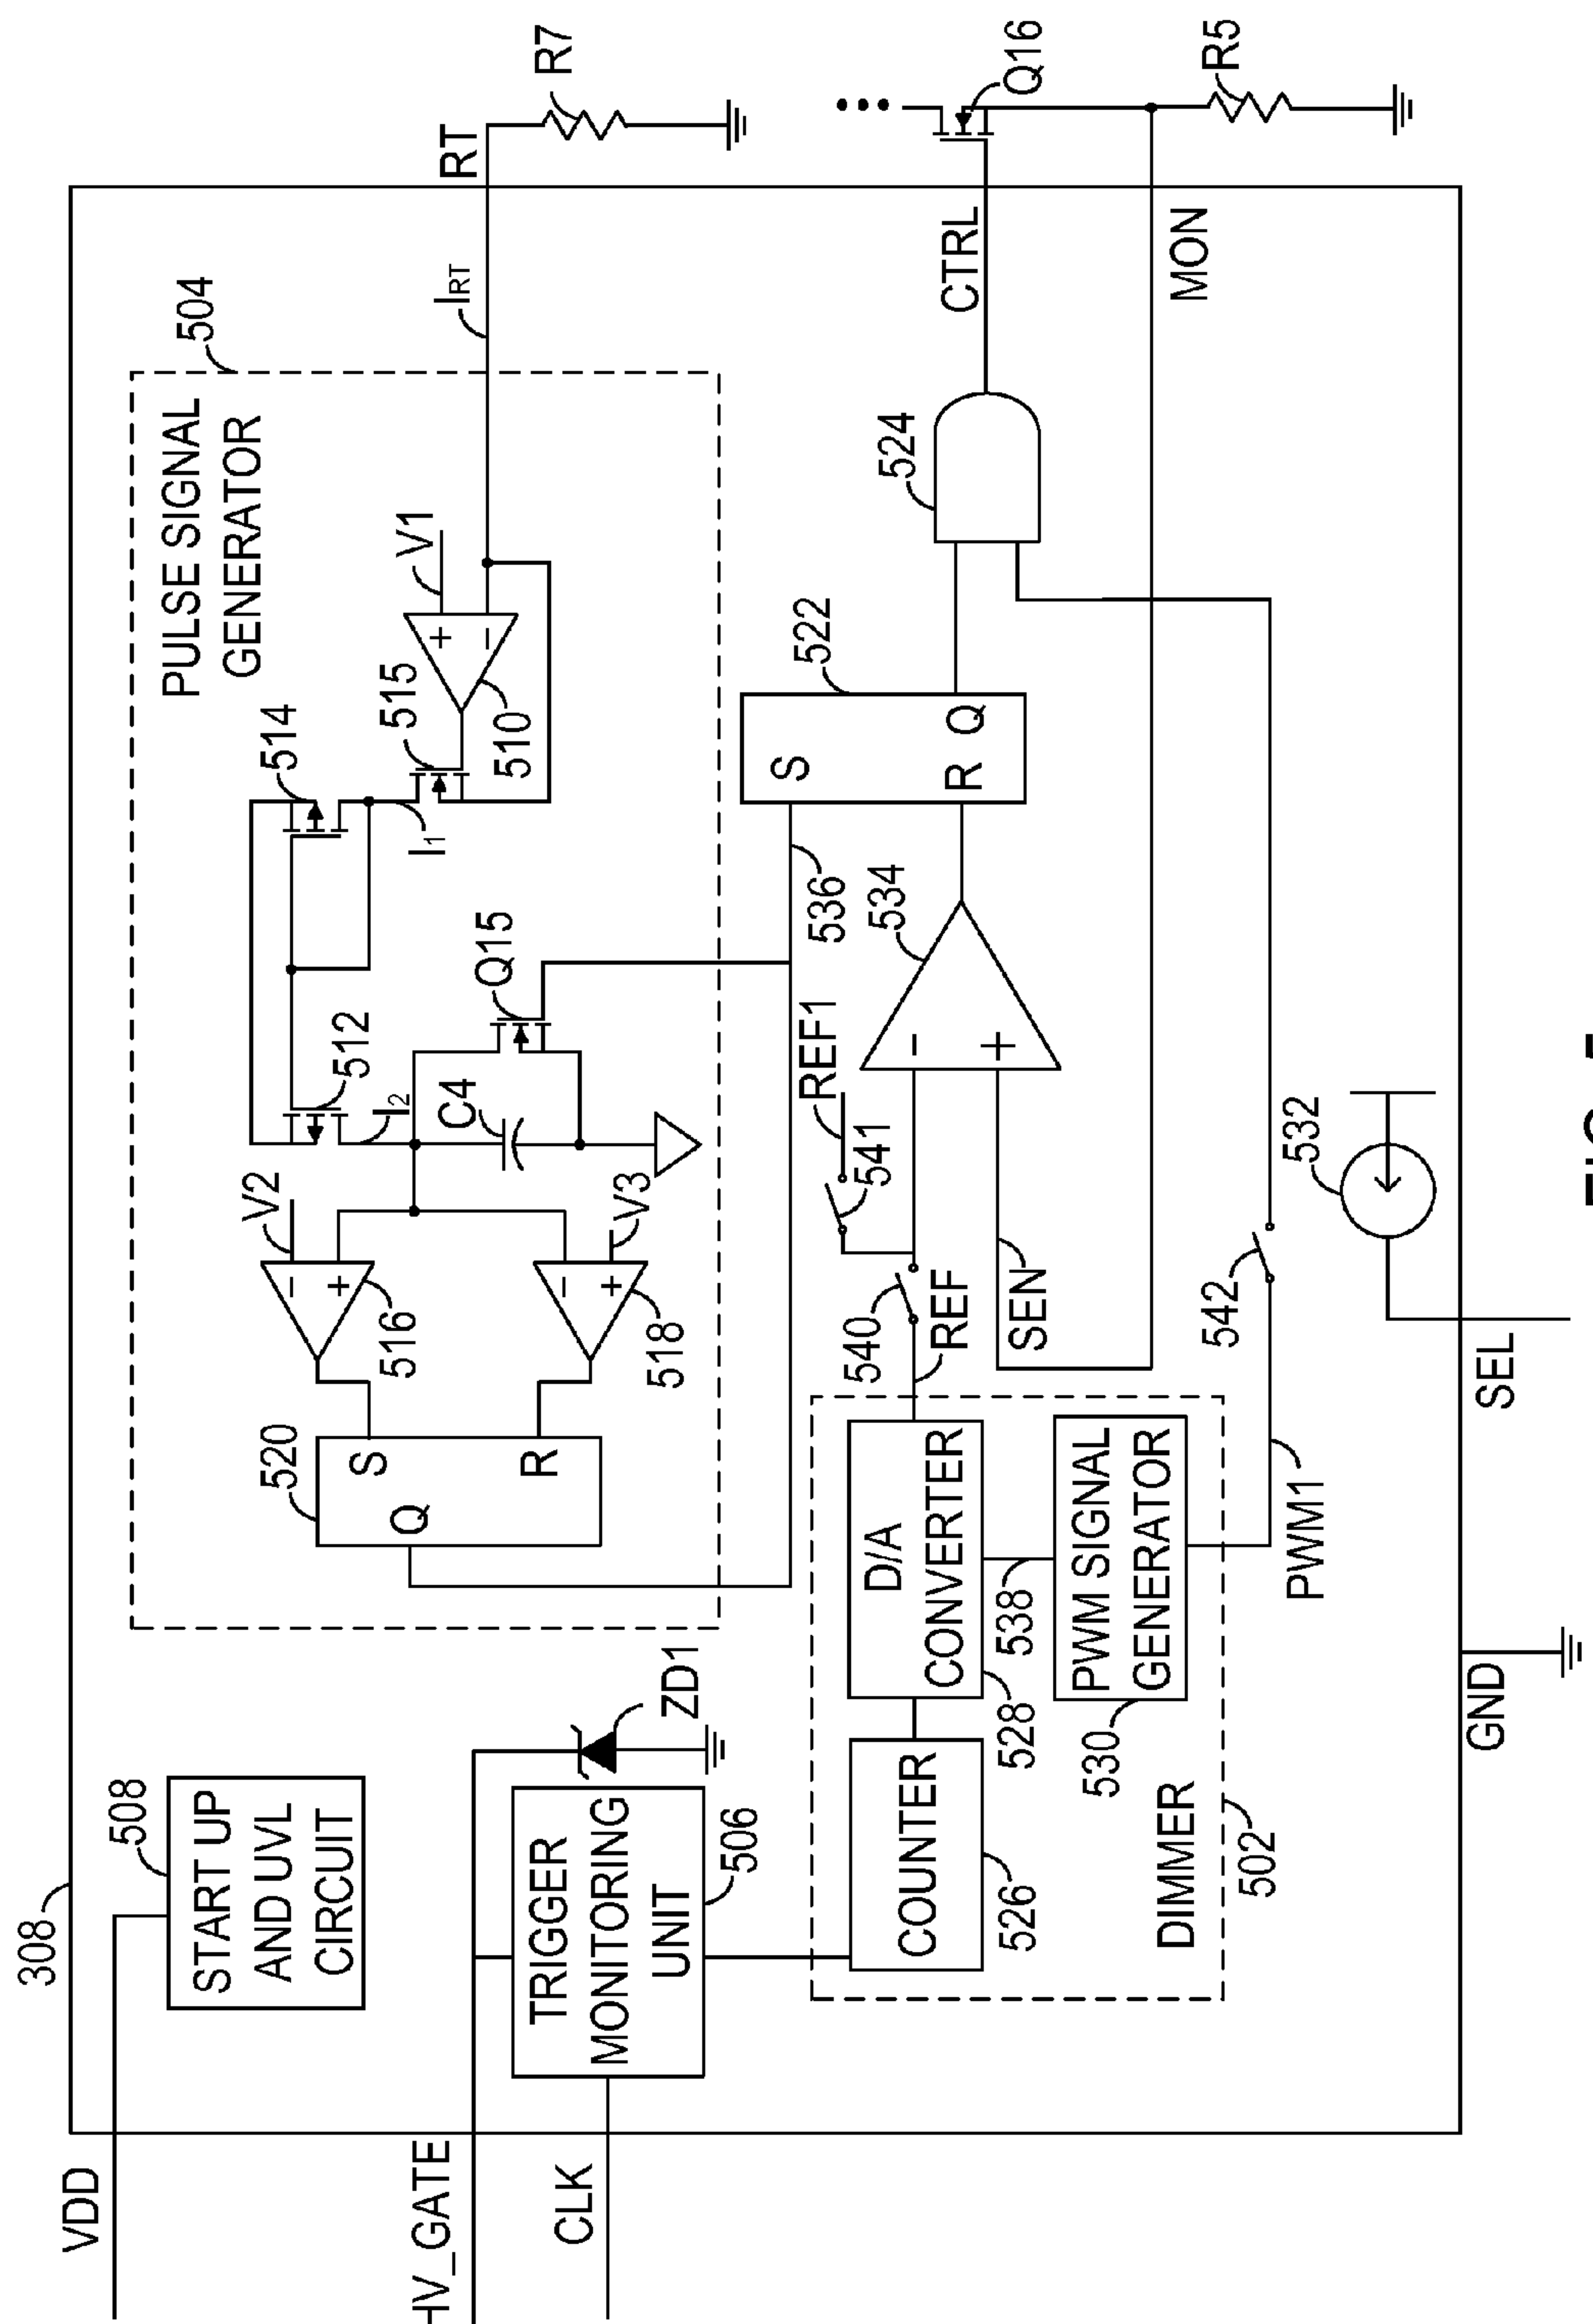 308
VDD
508
START UP
AND UVL
CIRCUIT
HV_GATE
CLK
TRIGGER
MONITORING
UNIT
506
ZD1
504
PULSE SIGNAL
GENERATOR
520
Q
S
R
V2
-
+
516
V3
-
+
518
512
I2
C4
Q15
514
I1
515
510
V1
+
-
IRT
RT
R7
536
522
S
R
Q
524
CTRL
Q16
MON
R5
534
-
+
REF1
541
540
REF
SEN
D/A
CONVERTER
528
538
PWM SIGNAL
GENERATOR
530
COUNTER
526
DIMMER
502
PWM1
542
532
SEL
GND